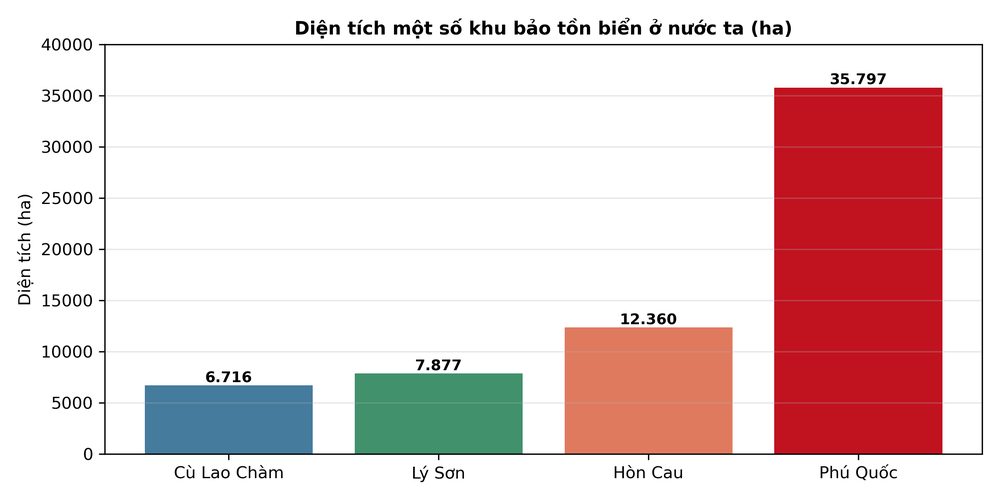 Diện tích một số khu bảo tồn biển ở nước ta (ha)
Diện tích (ha)
40000
35000
30000
25000
20000
15000
10000
5000
0
6.716
7.877
12.360
35.797
Cù Lao Chàm
Lý Sơn
Hòn Cau
Phú Quốc